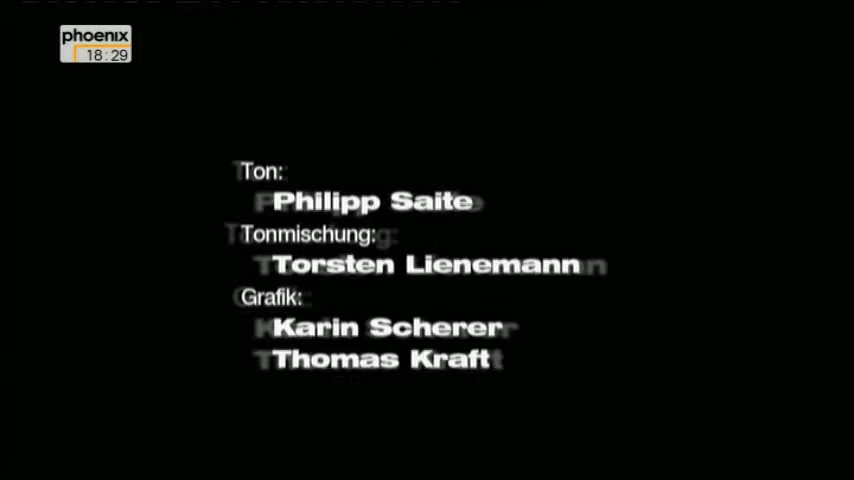 phoenix
18:29
Ton:
Philipp Saite
Tonmischung:
Torsten Lienemann
Grafik:
Karin Scherer
Thomas Kraft